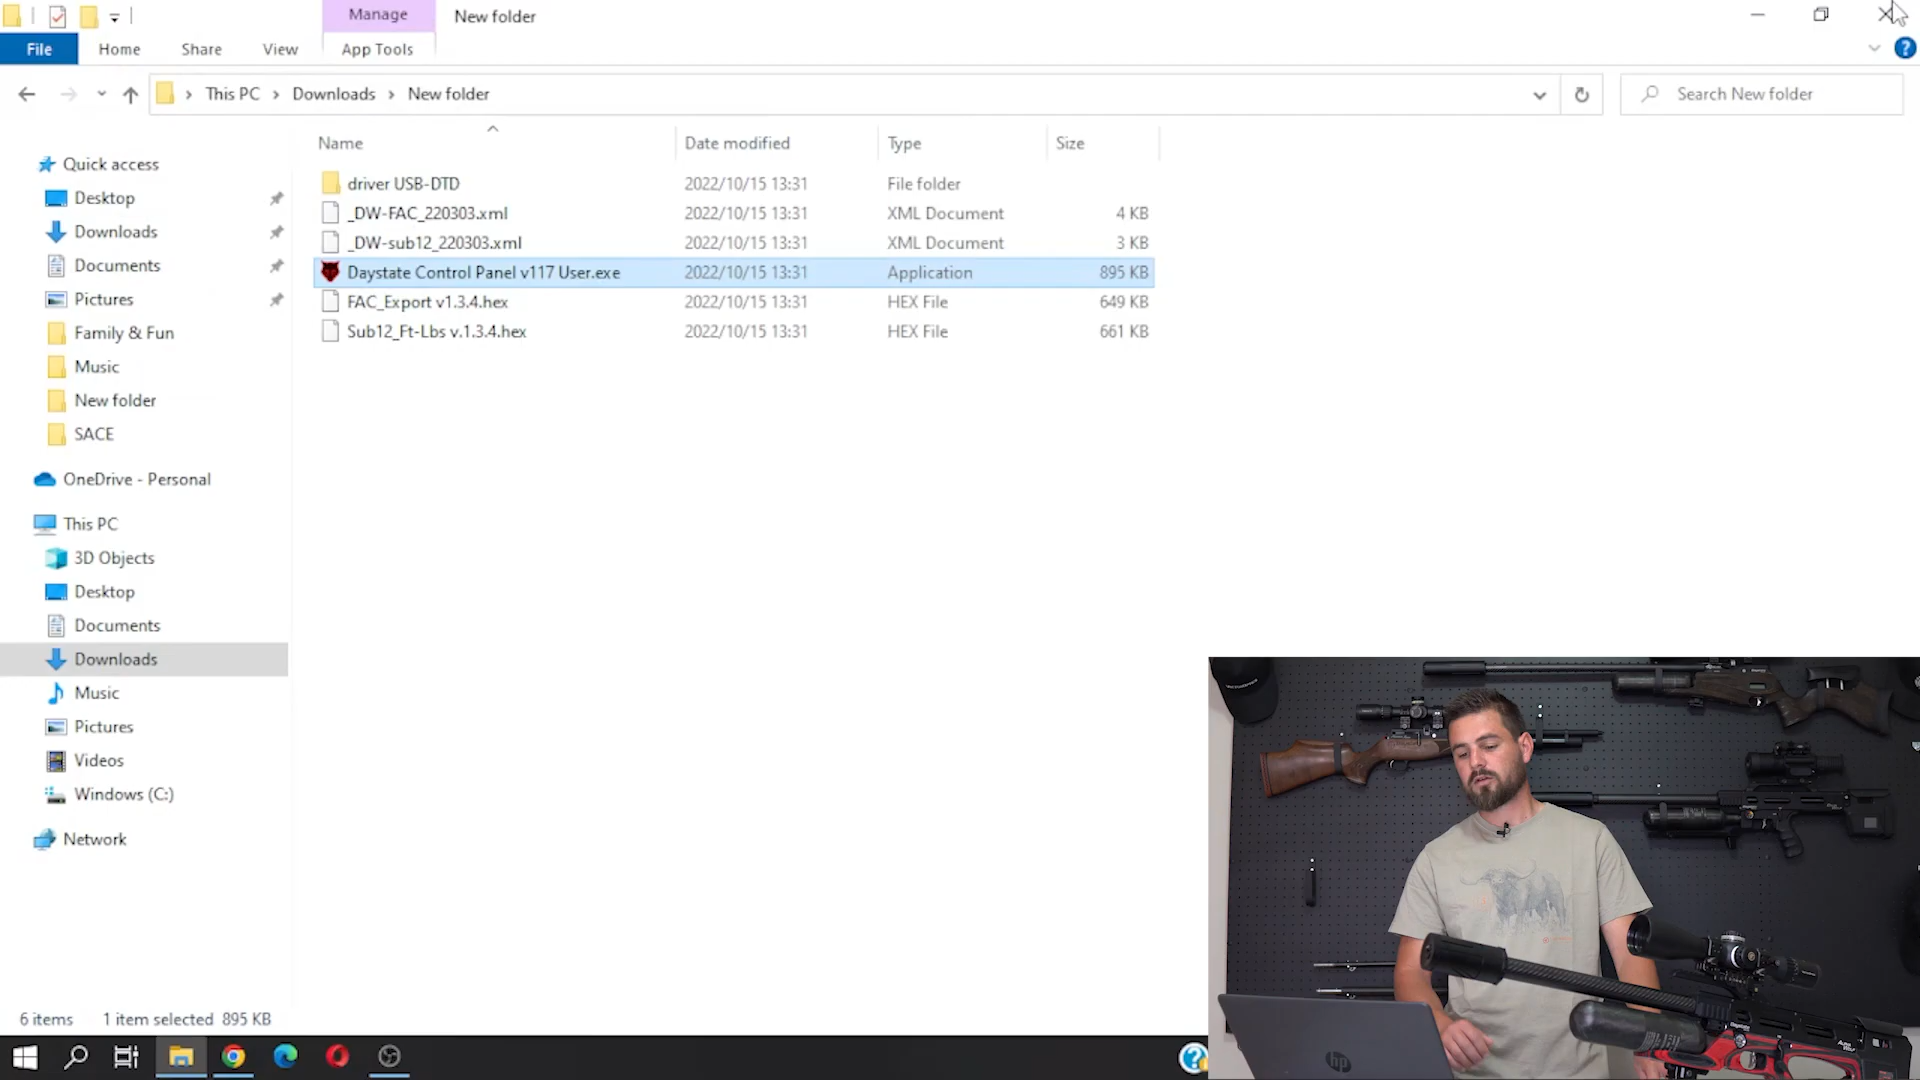 Manage
New folder
File
Home
Share
View
App Tools
This PC
Downloads
New folder
Search New folder
Name
Date modified
Type
Size
driver USB-DTD 2022/10/15 13:31 File folder
_DW-FAC_220303.xml 2022/10/15 13:31 XML Document 4 KB
_DW-sub12_220303.xml 2022/10/15 13:31 XML Document 3 KB
Daystate Control Panel v117 User.exe 2022/10/15 13:31 Application 895 KB
FAC_Export v1.3.4.hex 2022/10/15 13:31 HEX File 649 KB
Sub12_Ft-Lbs v.1.3.4.hex 2022/10/15 13:31 HEX File 661 KB
Quick access
Desktop
Downloads
Documents
Pictures
Family & Fun
Music
New folder
SACE
OneDrive - Personal
This PC
3D Objects
Desktop
Documents
Downloads
Music
Pictures
Videos
Windows (C:)
Network
6 items 1 item selected 895 KB
hp